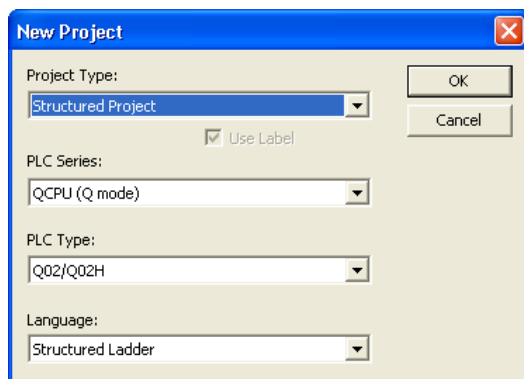 New Project
Project Type:
OK
Structured Project
Cancel
Use Label
PLC Series:
QCPU (Q mode)
PLC Type:
Q02/Q02H
Language:
Structured Ladder